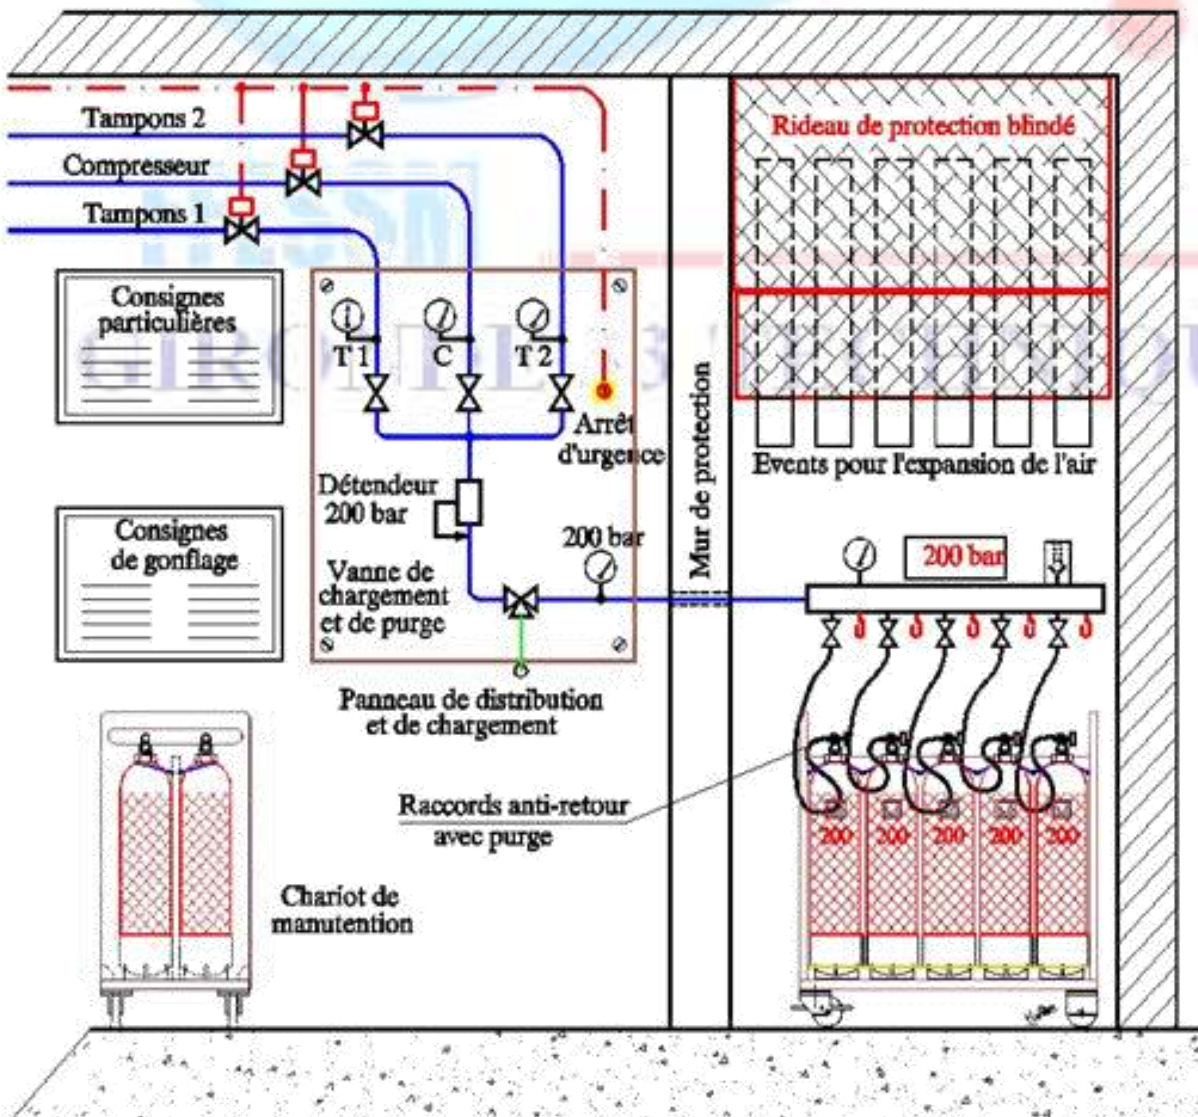 Tampons 2
Compresseur
Tampons 1
Rideau de protection blindé
Consignes
particulières
T 1
C
T 2
Arrêt
d'urgence
Mur de protection
Events pour l'expansion de l'air
Détendeur
200 bar
Consignes
de gonflage
200 bar
200 bar
Vanne de
chargement
et de purge
Panneau de distribution
et de chargement
Raccords anti-retour
avec purge
200
200
200
200
200
Chariot de
manutention